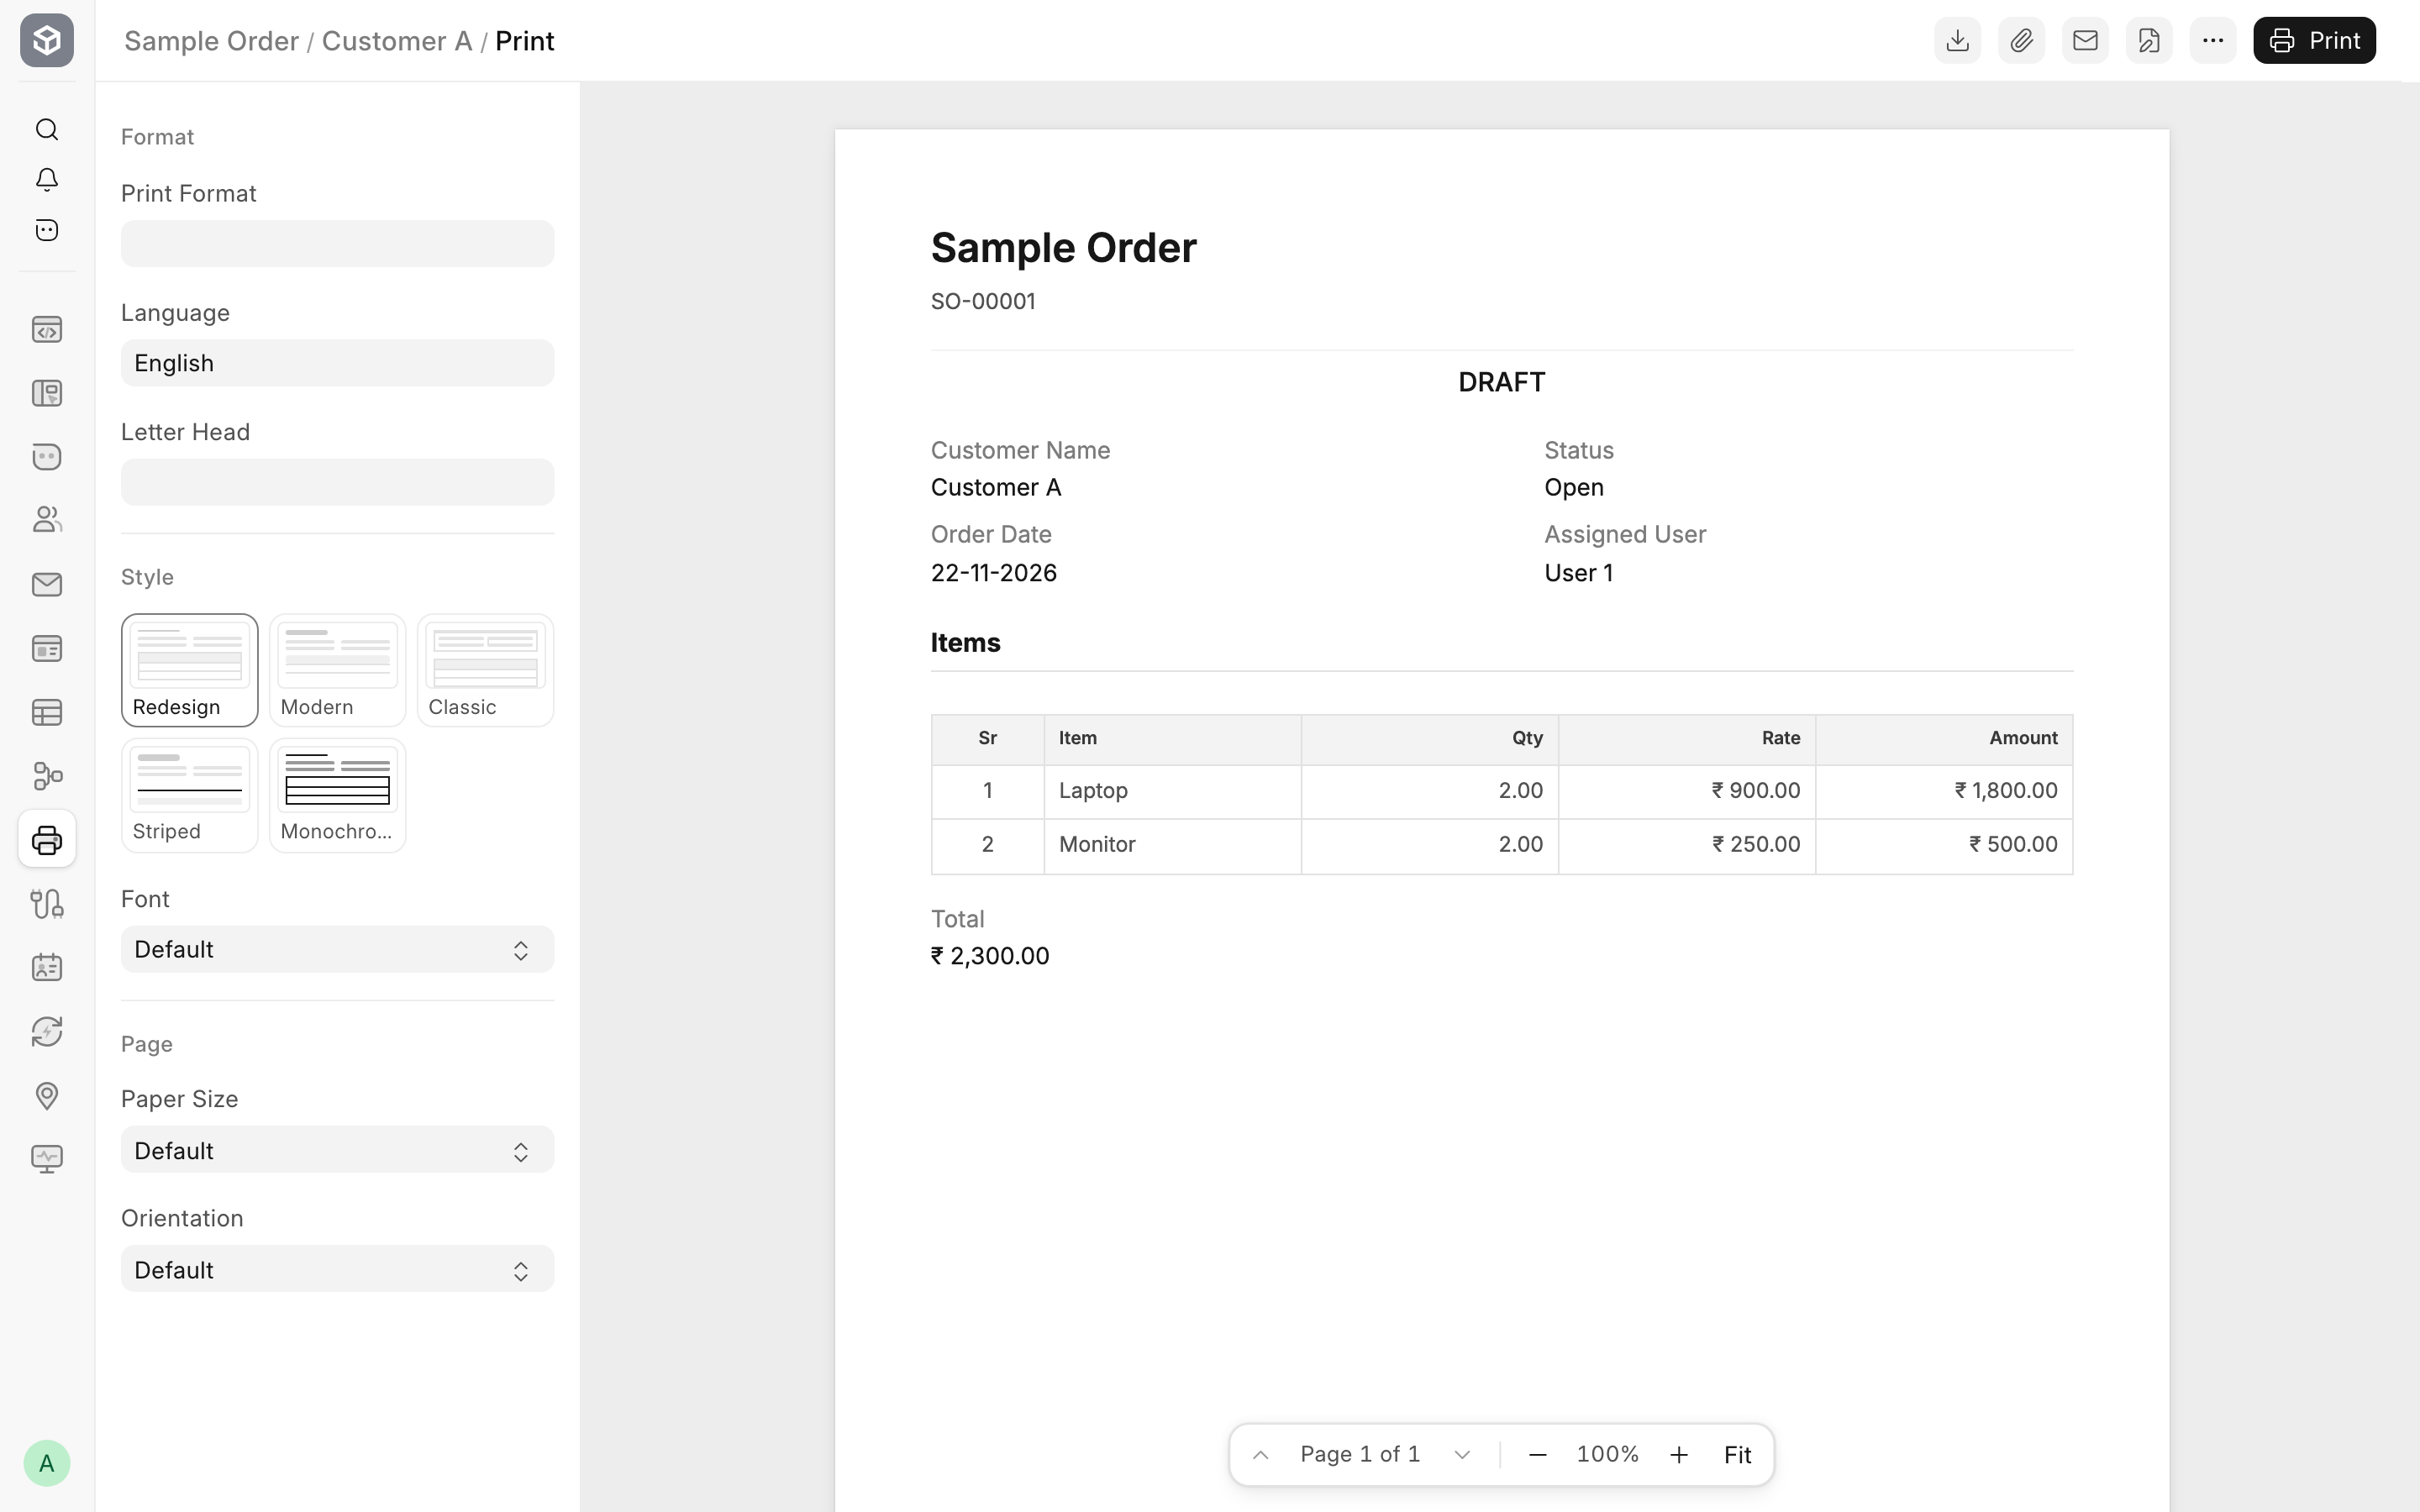 Sample Order / Customer A / Print
Print
Format
Print Format
Language
English
Letter Head
Style
Redesign
Modern
Classic
Striped
Monochro...
Font
Default
Page
Paper Size
Default
Orientation
Default
A
Sample Order
SO-00001
DRAFT
Customer Name
Customer A
Order Date
22-11-2026
Status
Open
Assigned User
User 1
Items
Sr Item Qty Rate Amount
1 Laptop 2.00 ₹ 900.00 ₹ 1,800.00
2 Monitor 2.00 ₹ 250.00 ₹ 500.00
Total
₹ 2,300.00
Page 1 of 1 100% Fit